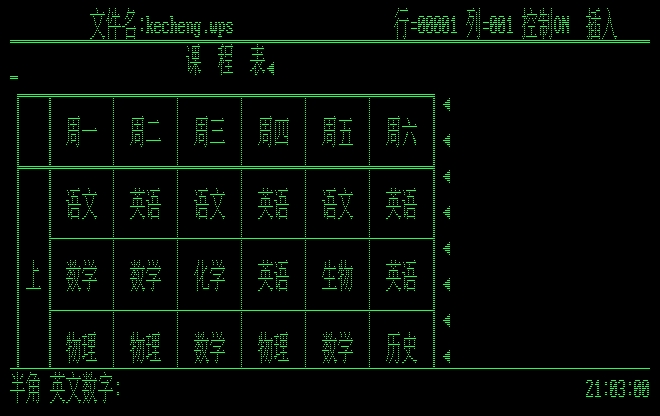 文件名:kecheng.wps 行=00001 列=001 控制ON 插入
课 程 表
周一 周二 周三 周四 周五 周六
语文 英语 语文 英语 语文 英语
上 数学 数学 化学 英语 生物 英语
物理 物理 数学 物理 数学 历史
半角 英文数字: 21:03:00